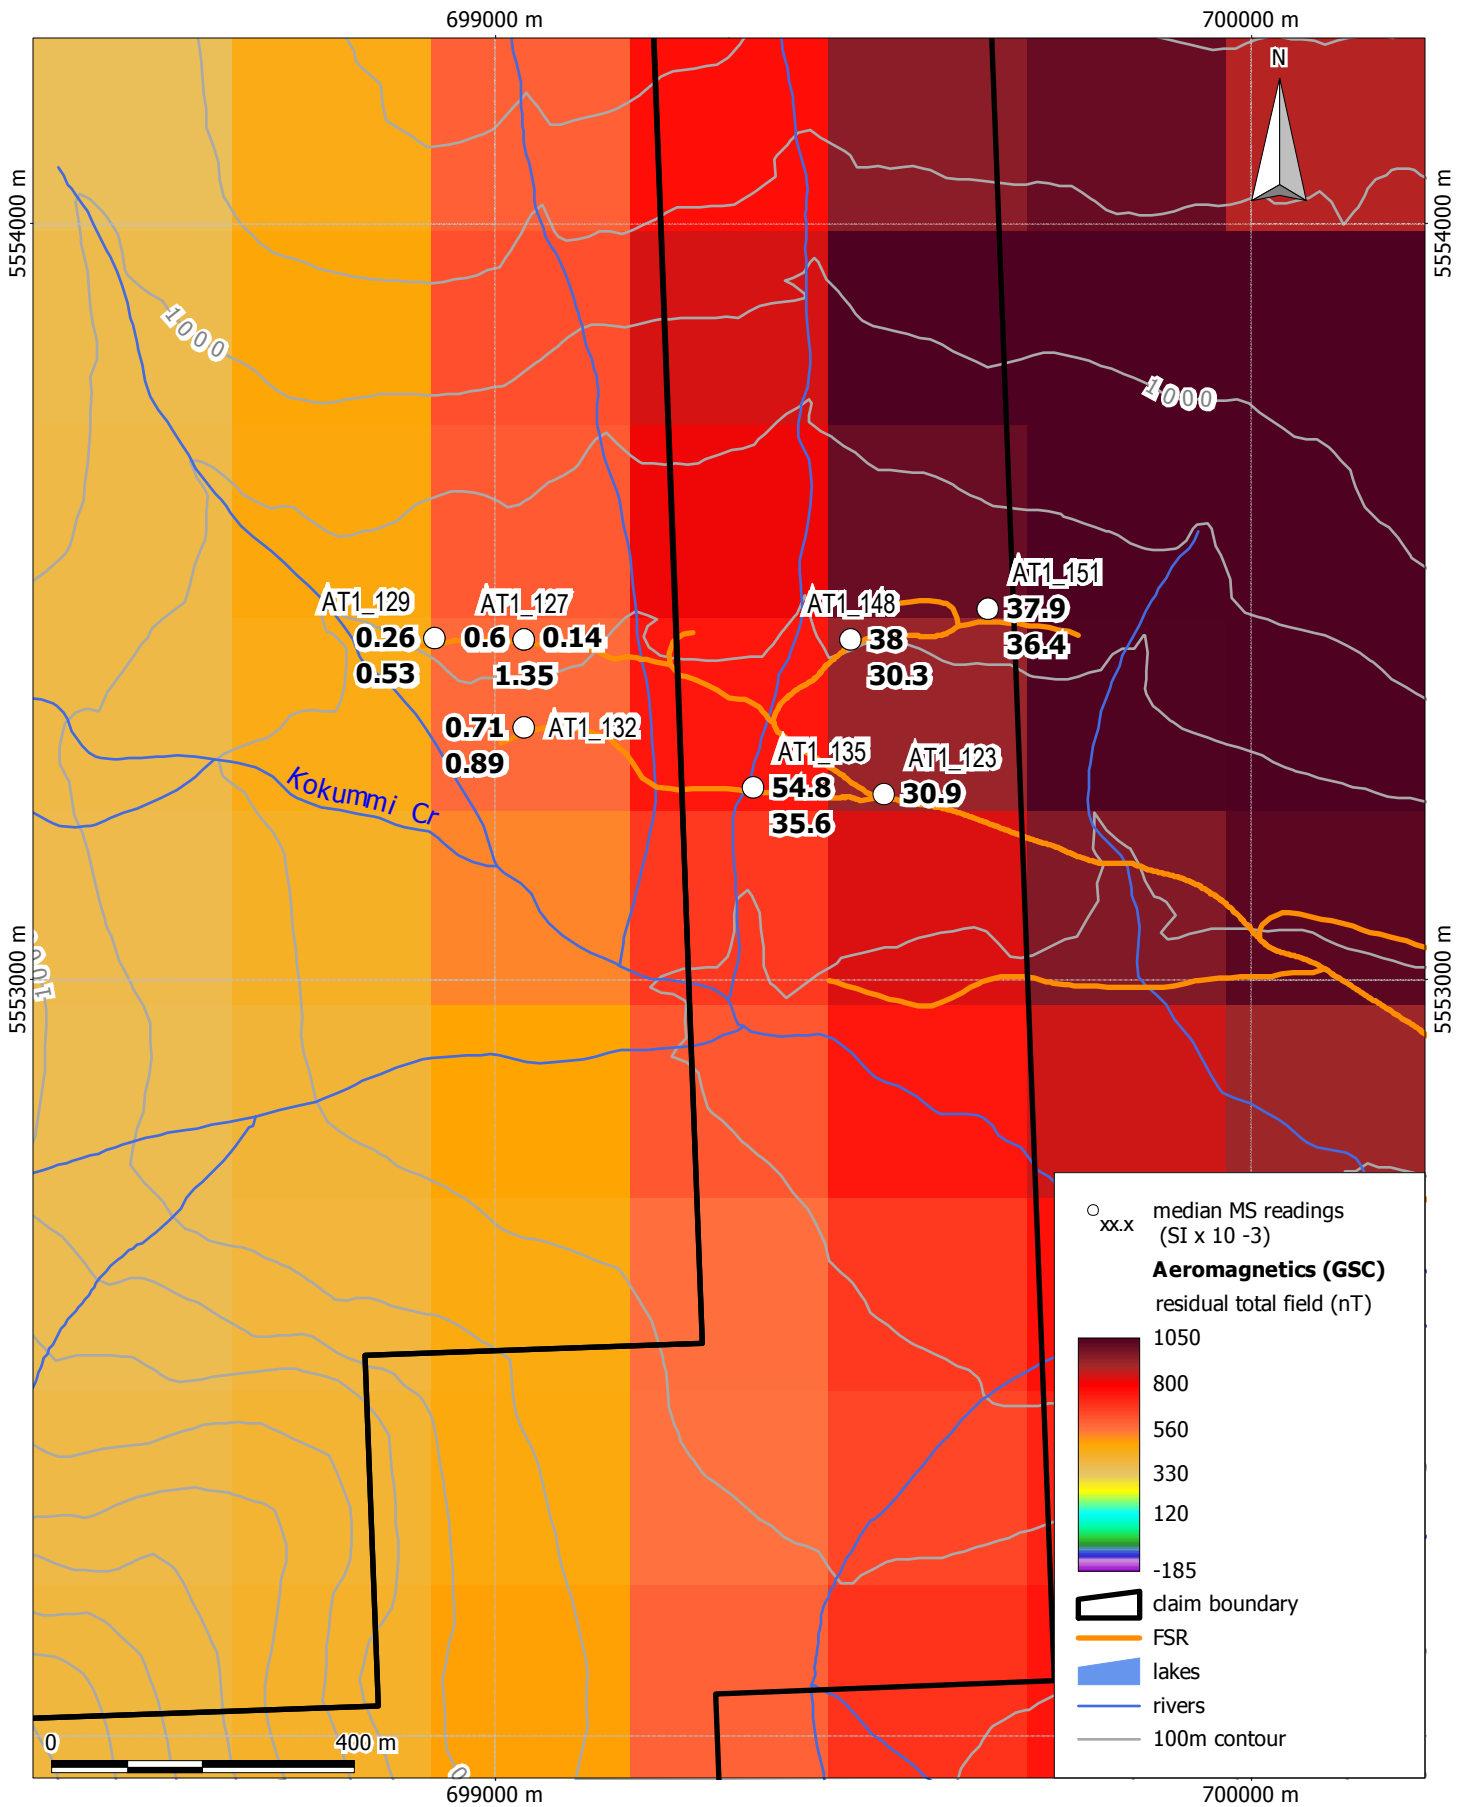 699000 m
700000 m
N
5554000 m
5554000 m
1000
1000
AT1_151
AT1_129
AT1_127
AT1_148
37.9
0.26
0.6
0.14
38
36.4
0.53
1.35
30.3
0.71
AT1_132
0.89
AT1_135
AT1_123
54.8
30.9
35.6
Kokummi Cr
5553000 m
5553000 m
xx.x
median MS readings
(SI x 10 -3)
Aeromagnetics (GSC)
residual total field (nT)
1050
800
560
330
120
-185
claim boundary
FSR
lakes
rivers
100m contour
0
400 m
699000 m
700000 m